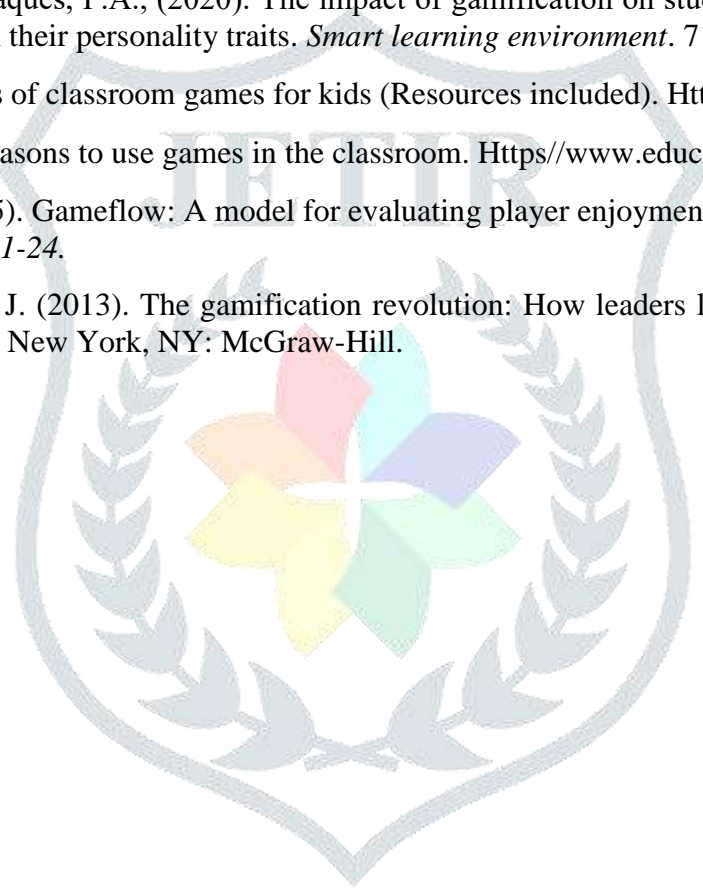 aques, P.A., (2020). The impact of gamification on stu
their personality traits. Smart learning environment. 7
s of classroom games for kids (Resources included). Htt
asons to use games in the classroom. Https//www.educ
5). Gameflow: A model for evaluating player enjoyment
1-24.
J. (2013). The gamification revolution: How leaders l
New York, NY: McGraw-Hill.
JETIR